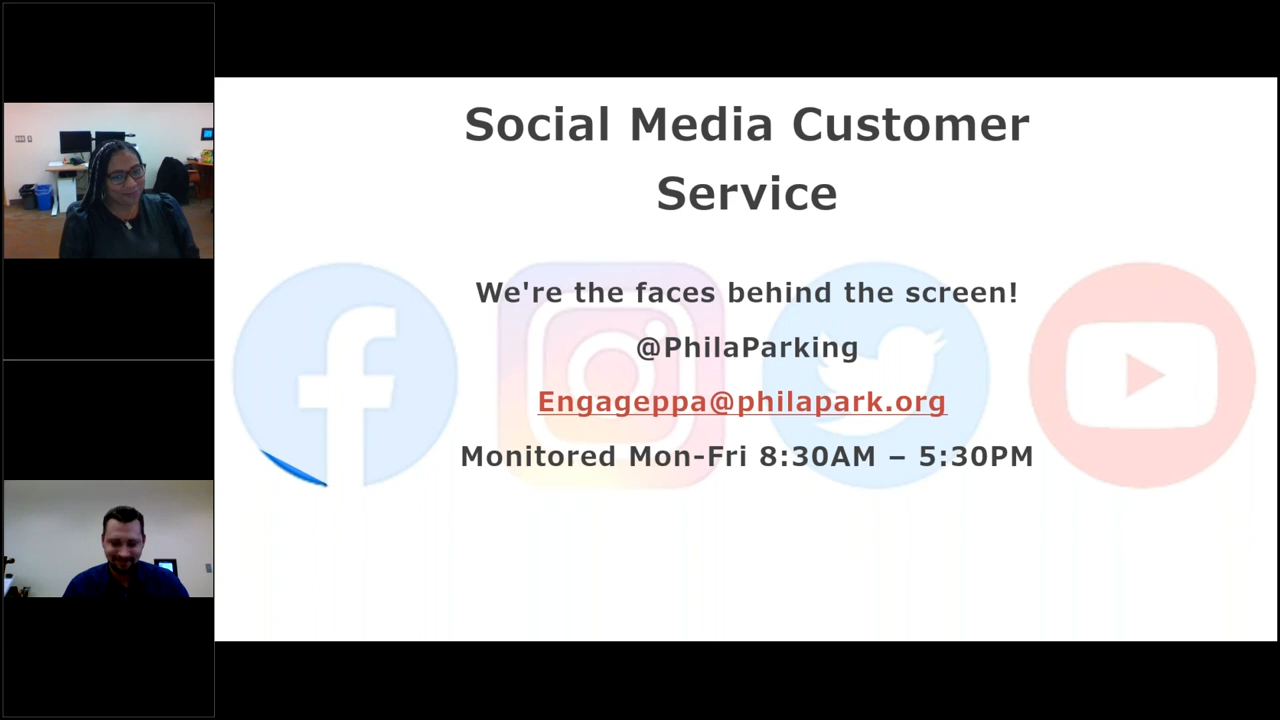 Social Media Customer
Service
We're the faces behind the screen!
@PhilaParking
Engageppa@philapark.org
Monitored Mon-Fri 8:30AM – 5:30PM